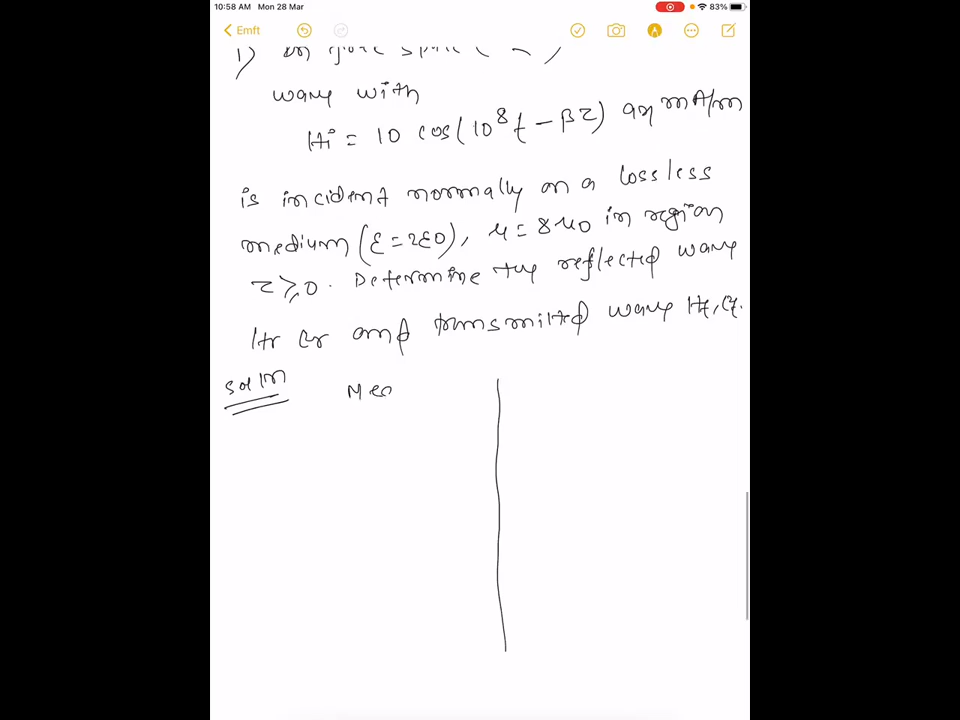 10:58 AM Mon 28 Mar
83%
Emft
1)
wave with
Hi = 10 cos(10⁸t - βz) ax mA/m
is incident normally on a lossless
medium (ε = 2ε0), μ = 8μ0 in region
z ≥ 0. Determine the reflected wave
Hr Er and transmitted wave Ht,
Soln